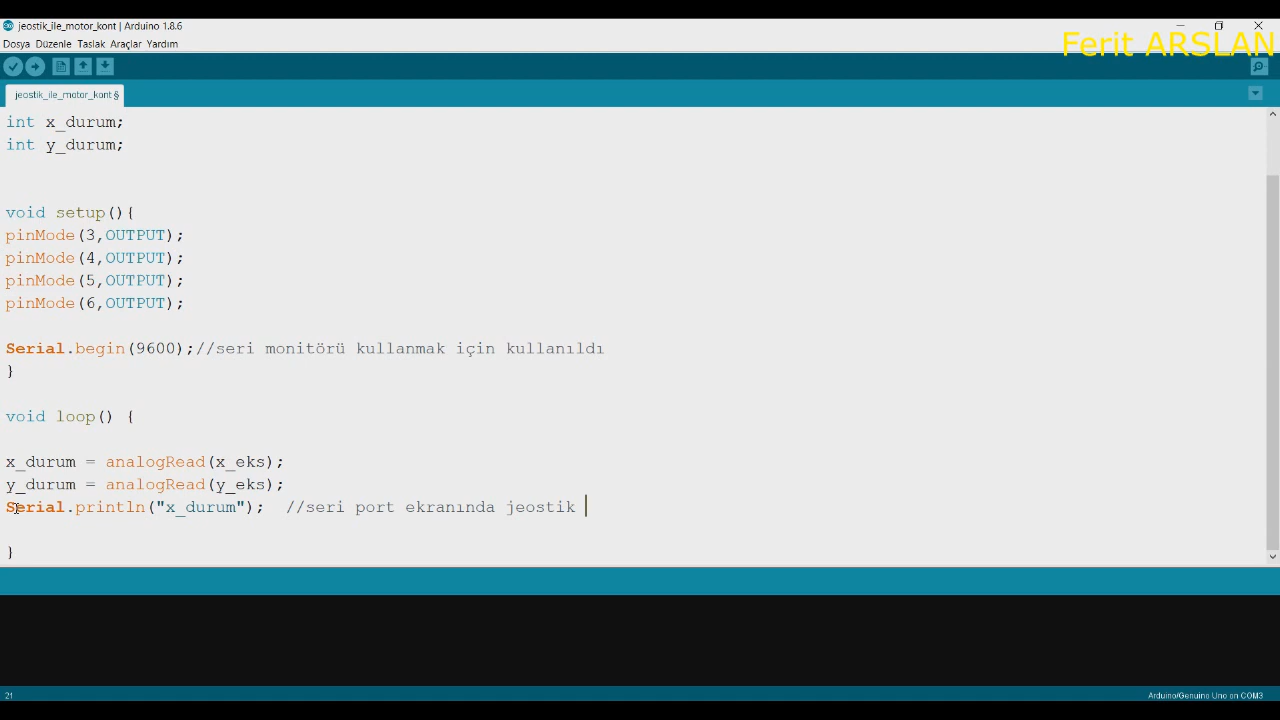 jeostik_ile_motor_kont | Arduino 1.8.6
Ferit ARSLAN
Dosya Düzenle Taslak Araçlar Yardım
jeostik_ile_motor_kont §
int x_durum;
int y_durum;
void setup(){
pinMode(3,OUTPUT);
pinMode(4,OUTPUT);
pinMode(5,OUTPUT);
pinMode(6,OUTPUT);
Serial.begin(9600);//seri monitörü kullanmak için kullanıldı
}
void loop() {
x_durum = analogRead(x_eks);
y_durum = analogRead(y_eks);
Serial.println("x_durum");  //seri port ekranında jeostik
}
21
Arduino/Genuino Uno on COM3